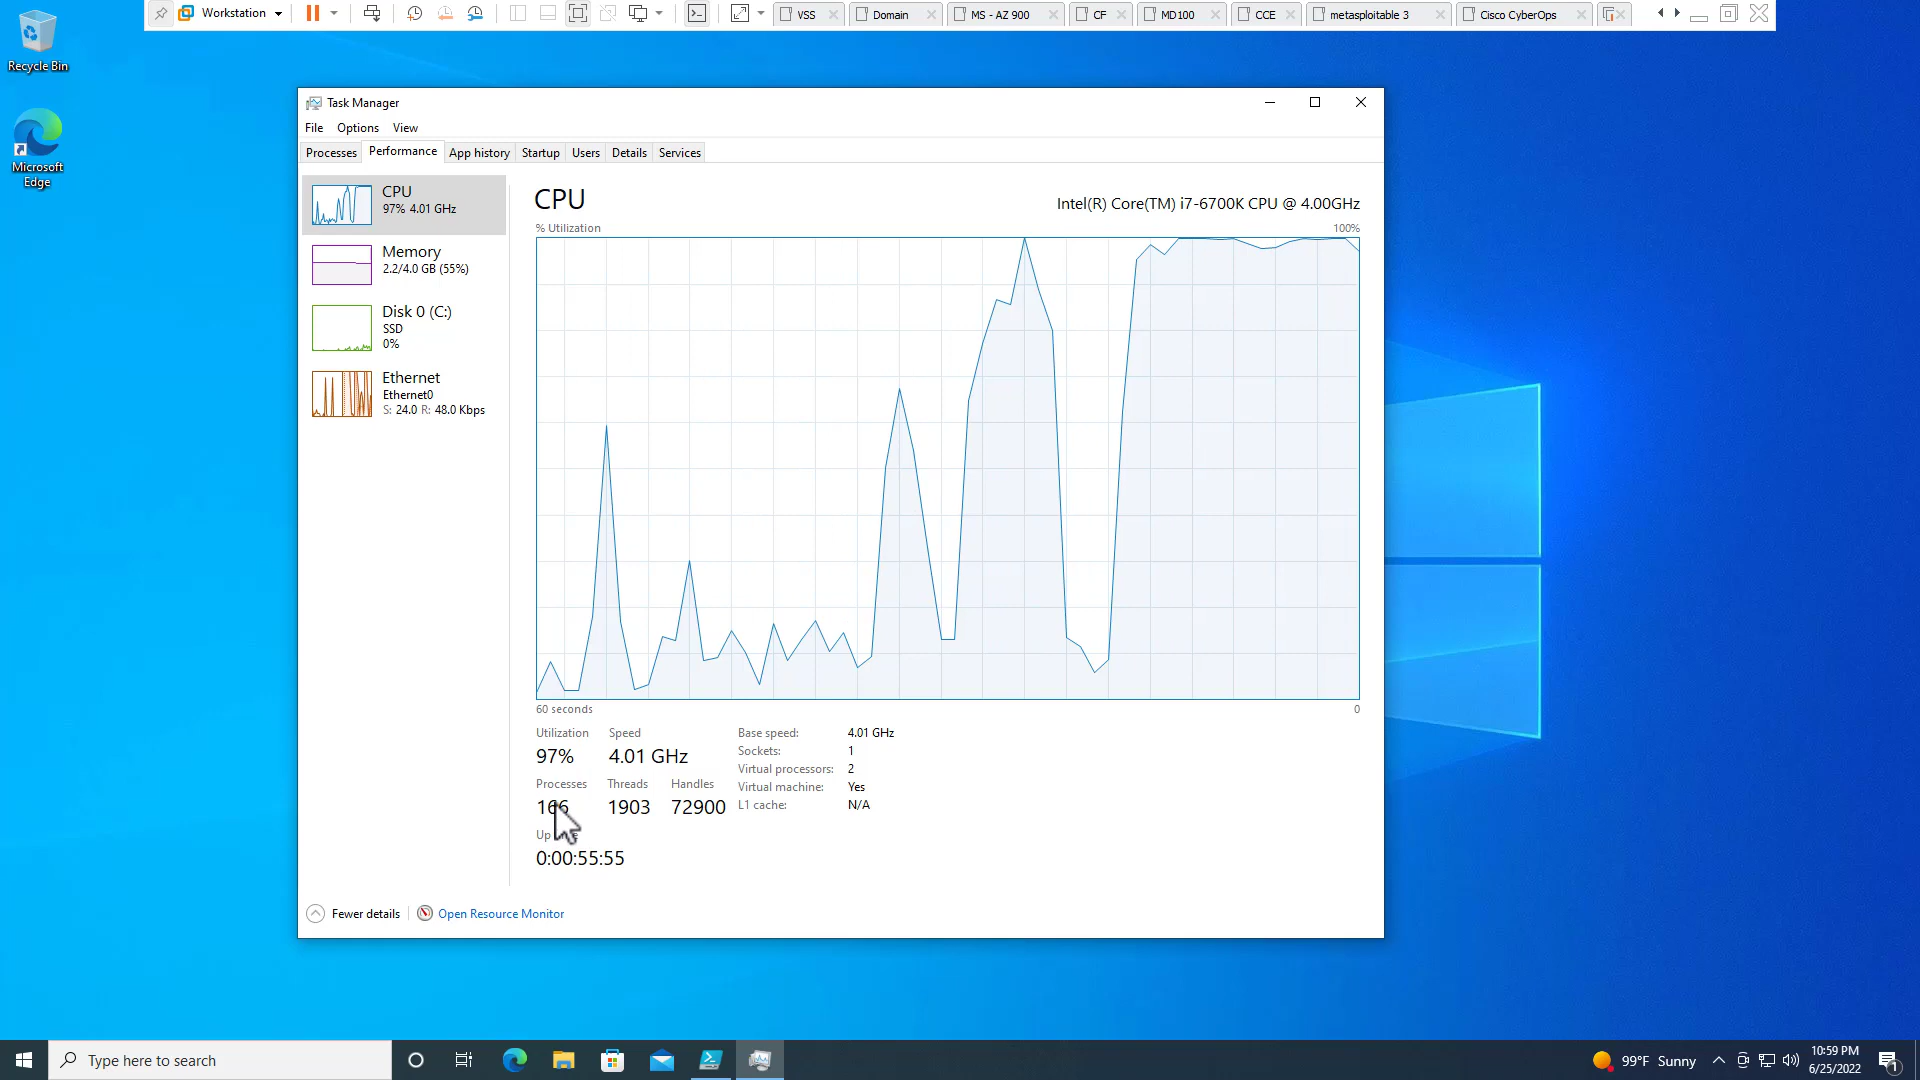 Workstation
VSS
Domain
MS - AZ 900
CF
MD100
CCE
metasploitable 3
Cisco CyberOps
Recycle Bin
Microsoft
Edge
Task Manager
File Options View
Processes Performance App history Startup Users Details Services
CPU
97% 4.01 GHz
Memory
2.2/4.0 GB (55%)
Disk 0 (C:)
SSD
0%
Ethernet
Ethernet0
S: 24.0 R: 48.0 Kbps
CPU
Intel(R) Core(TM) i7-6700K CPU @ 4.00GHz
% Utilization 100%
60 seconds 0
Utilization Speed
97% 4.01 GHz
Processes Threads Handles
166 1903 72900
Up
0:00:55:55
Base speed: 4.01 GHz
Sockets: 1
Virtual processors: 2
Virtual machine: Yes
L1 cache: N/A
Fewer details Open Resource Monitor
Type here to search
99°F Sunny
10:59 PM
6/25/2022
1